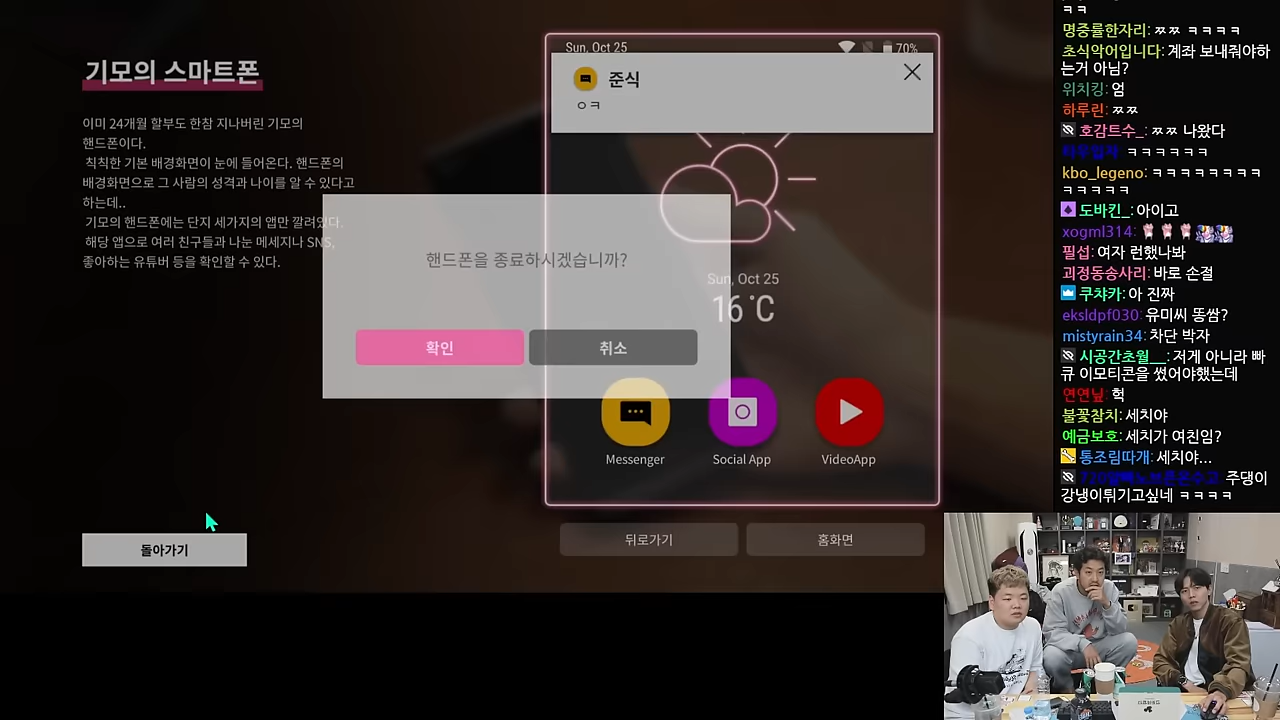 기모의 스마트폰
이미 24개월 할부도 한참 지나버린 기모의
핸드폰이다.
칙칙한 기본 배경화면이 눈에 들어온다. 핸드폰의
배경화면으로 그 사람의 성격과 나이를 알 수 있다고
하는데..
기모의 핸드폰에는 단지 세가지의 앱만 깔려있다.
해당 앱으로 여러 친구들과 나눈 메세지나 SNS,
좋아하는 유튜버 등을 확인할 수 있다.
돌아가기
Sun, Oct 25
70%
준식
ㅇㅋ
핸드폰을 종료하시겠습니까?
확인
취소
Sun, Oct 25
16°C
Messenger
Social App
VideoApp
뒤로가기
홈화면
ㅋㅋ
명중률한자리: ㅉㅉ ㅋㅋㅋㅋ
초식악어입니다: 계좌 보내줘야하
는거 아님?
위치킹: 엄
하루린: ㅉㅉ
호감트수_: ㅉㅉ 나왔다
ㅋㅋㅋㅋㅋㅋ
kbo_legeno: ㅋㅋㅋㅋㅋㅋㅋㅋ
ㅋㅋㅋㅋㅋ
도바킨_: 아이고
xogml314:
필섭: 여자 런했나봐
괴정동송사리: 바로 손절
쿠챠카: 아 진짜
eksldpf030: 유미씨 똥쌈?
mistyrain34: 차단 박자
시공간초월__: 저게 아니라 빠
큐 이모티콘을 썼어야했는데
연연닢: 헉
불꽃참치: 세치야
예금보호: 세치가 여친임?
통조림따개: 세치야...
주댕이
강냉이튀기고싶네 ㅋㅋㅋㅋ